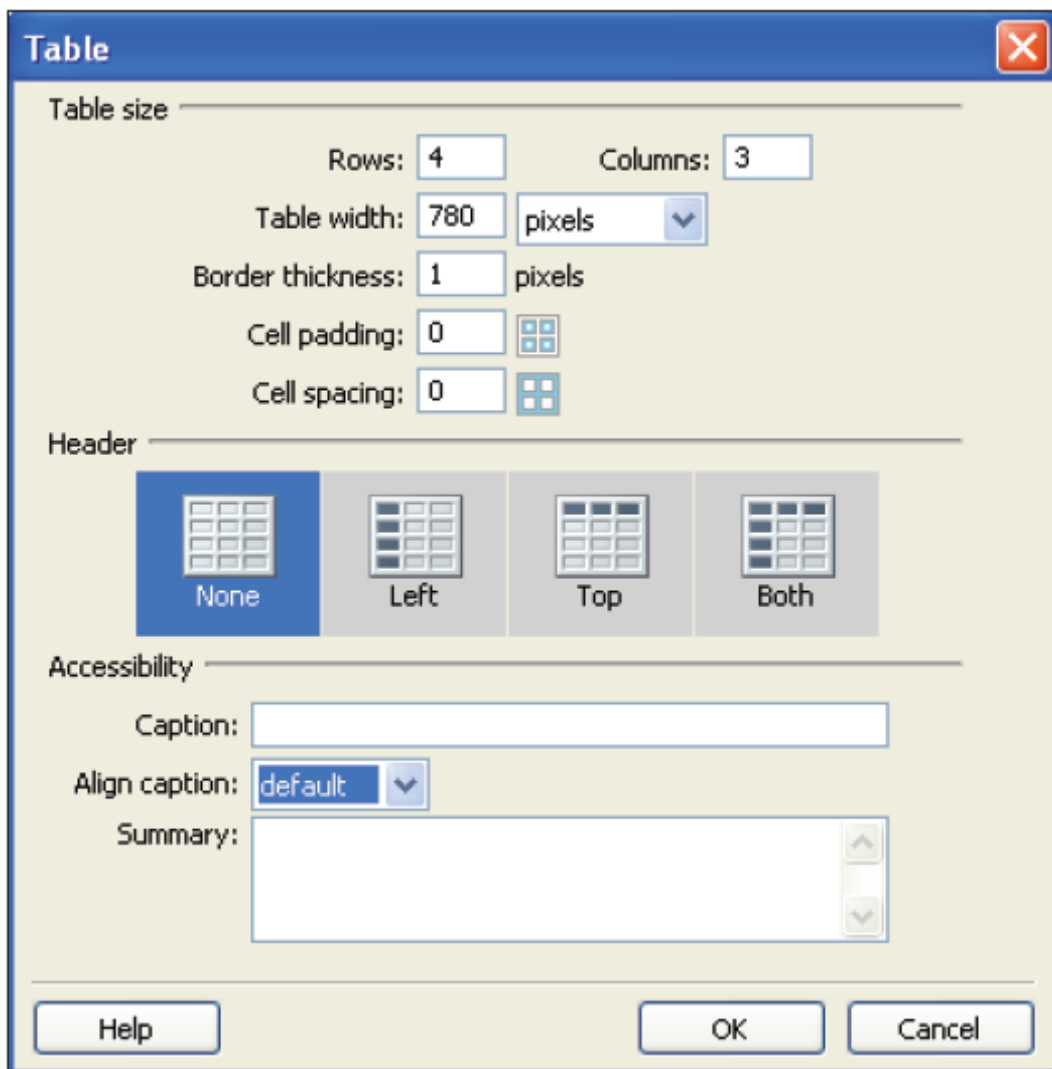 Table
Table size
Rows: 4 Columns: 3
Table width: 780 pixels
Border thickness: 1 pixels
Cell padding: 0
Cell spacing: 0
Header
None Left Top Both
Accessibility
Caption:
Align caption: default
Summary:
Help OK Cancel